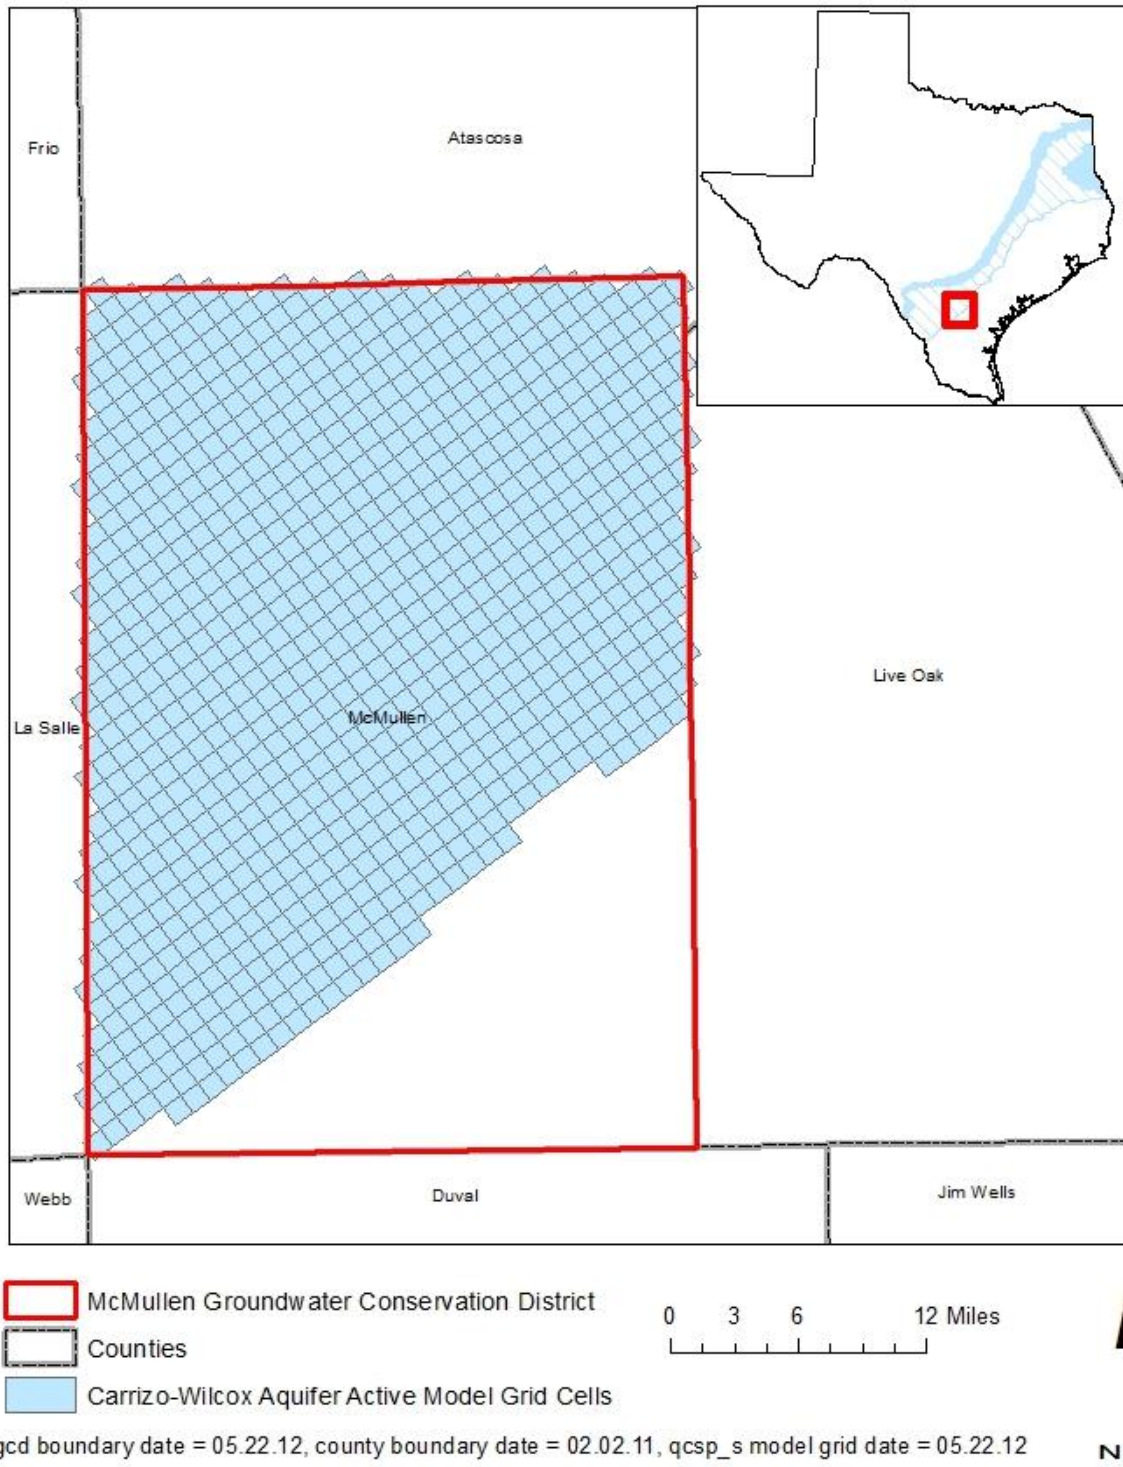 Frio
Atascosa
La Salle
McMullen
Live Oak
Webb
Duval
Jim Wells
McMullen Groundwater Conservation District
Counties
Carrizo-Wilcox Aquifer Active Model Grid Cells
0 3 6 12 Miles
gcd boundary date = 05.22.12, county boundary date = 02.02.11, qcsp_s model grid date = 05.22.12
N